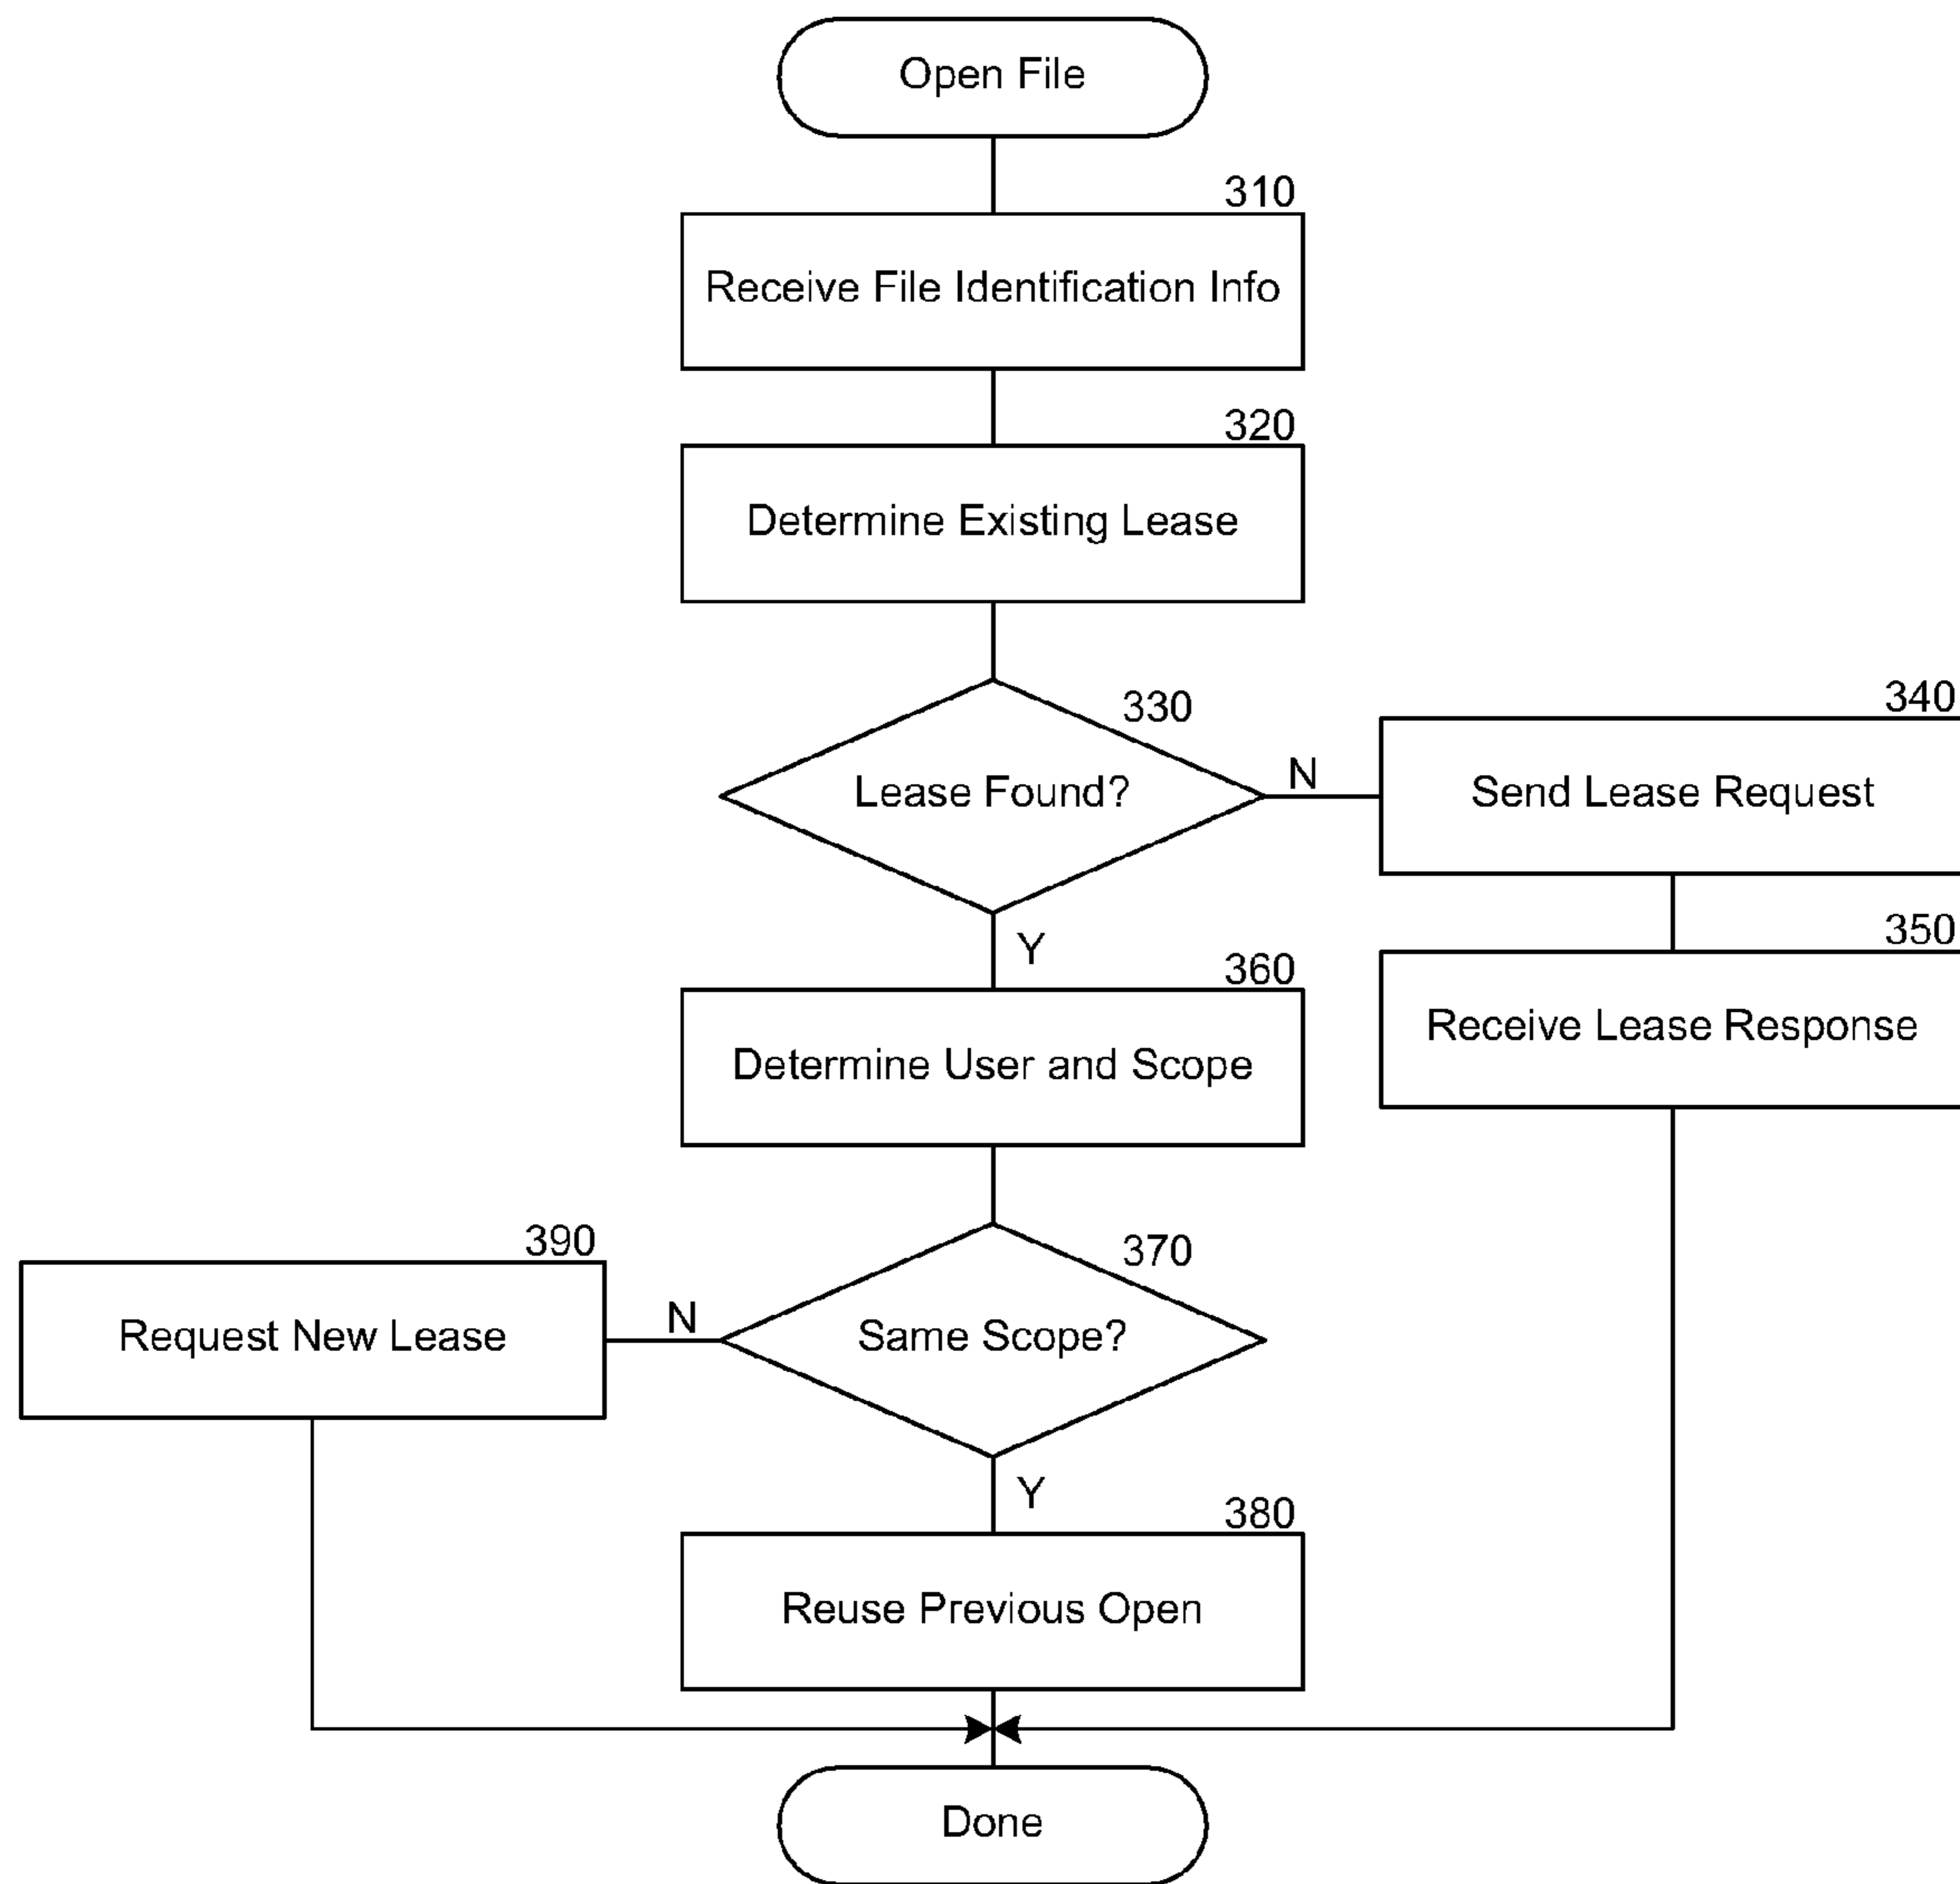 Open File
310
Receive File Identification Info
320
Determine Existing Lease
330
Lease Found?
N
340
Send Lease Request
Y
350
Receive Lease Response
360
Determine User and Scope
370
Same Scope?
N
390
Request New Lease
Y
380
Reuse Previous Open
Done